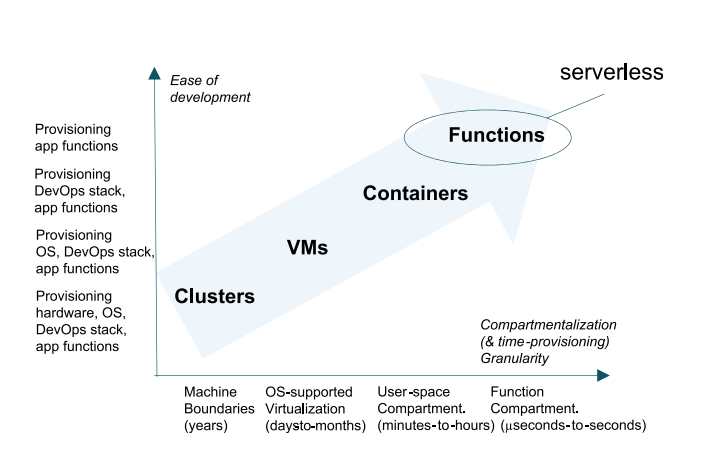 serverless
Ease of
development
Provisioning
app functions
Functions
Provisioning
DevOps stack,
app functions
Containers
Provisioning
OS, DevOps stack,
app functions
VMs
Provisioning
hardware, OS,
DevOps stack,
app functions
Clusters
Compartmentalization
(& time-provisioning)
Granularity
Machine
Boundaries
(years)
OS-supported
Virtualization
(daysto-months)
User-space
Compartment.
(minutes-to-hours)
Function
Compartment.
(μseconds-to-seconds)